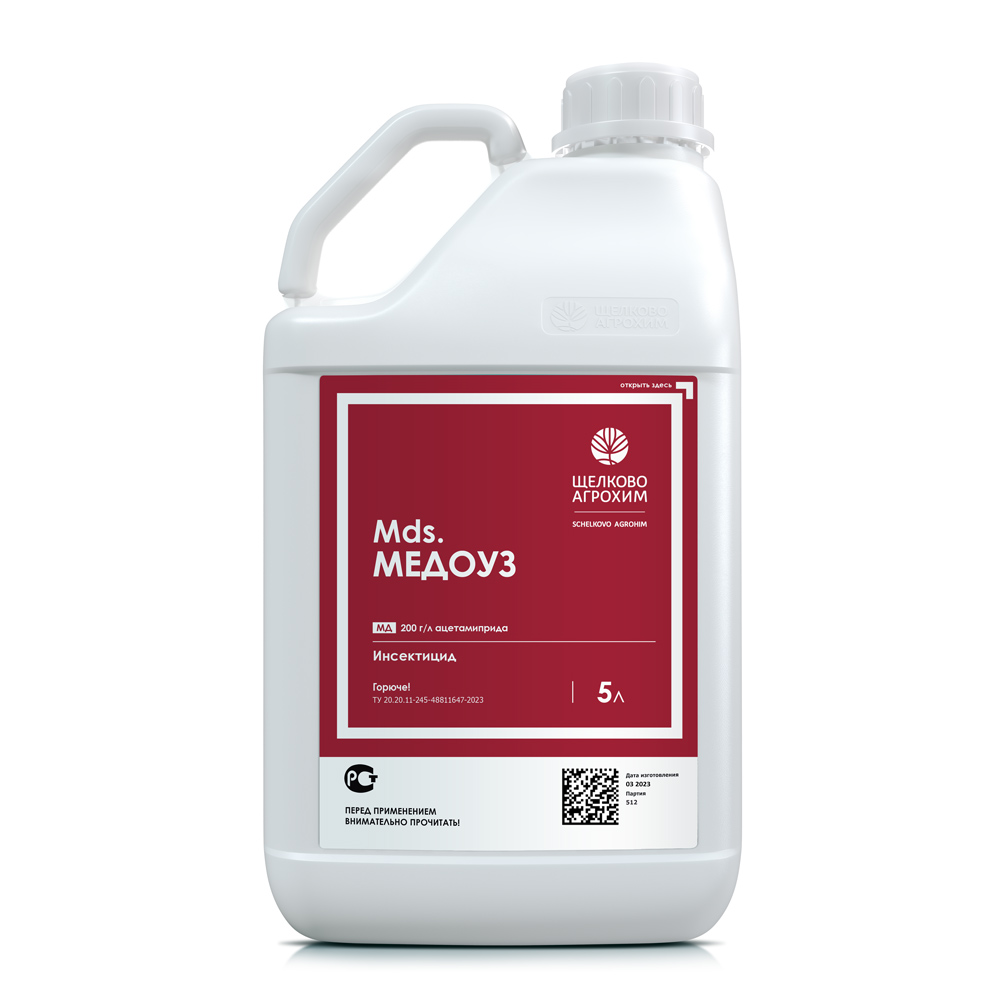 ЩЕЛКОВО
АГРОХИМ
открыть здесь
ЩЕЛКОВО
АГРОХИМ
SCHELKOVO AGROHIM
Mds.
МЕДОУЗ
МД 200 г/л ацетамиприда
Инсектицид
Горюче!
ТУ 20.20.11-245-48811647-2023
5л
РСТ
Дата изготовления
03 2023
Партия
512
ПЕРЕД ПРИМЕНЕНИЕМ
ВНИМАТЕЛЬНО ПРОЧИТАТЬ!